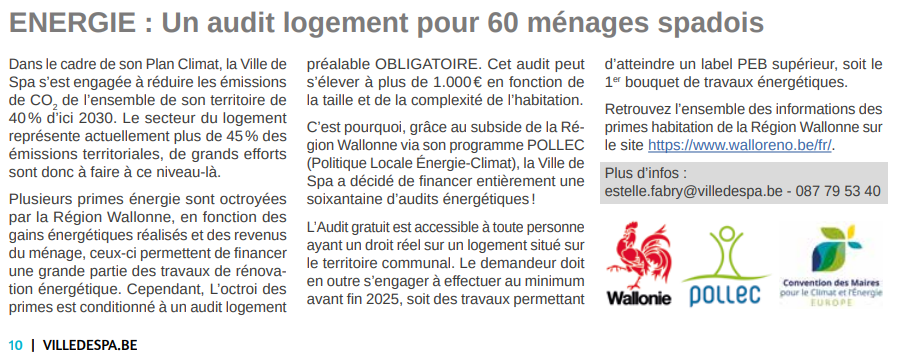 ENERGIE : Un audit logement pour 60 ménages spadois
Dans le cadre de son Plan Climat, la Ville de
Spa s'est engagée à réduire les émissions
de CO2 de l'ensemble de son territoire de
40 % d'ici 2030. Le secteur du logement
représente actuellement plus de 45 % des
émissions territoriales, de grands efforts
sont donc à faire à ce niveau-là.
Plusieurs primes énergie sont octroyées
par la Région Wallonne, en fonction des
gains énergétiques réalisés et des revenus
du ménage, ceux-ci permettent de financer
une grande partie des travaux de rénova-
tion énergétique. Cependant, L'octroi des
primes est conditionné à un audit logement
préalable OBLIGATOIRE. Cet audit peut
s'élever à plus de 1.000 € en fonction de
la taille et de la complexité de l'habitation.
C'est pourquoi, grâce au subside de la Ré-
gion Wallonne via son programme POLLEC
(Politique Locale Énergie-Climat), la Ville de
Spa a décidé de financer entièrement une
soixantaine d'audits énergétiques !
L'Audit gratuit est accessible à toute personne
ayant un droit réel sur un logement situé sur
le territoire communal. Le demandeur doit
en outre s'engager à effectuer au minimum
avant fin 2025, soit des travaux permettant
d'atteindre un label PEB supérieur, soit le
1er bouquet de travaux énergétiques.
Retrouvez l'ensemble des informations des
primes habitation de la Région Wallonne sur
le site https://www.walloreno.be/fr/.
Plus d'infos :
estelle.fabry@villedespa.be - 087 79 53 40
Wallonie
pollec
Convention des Maires
pour le Climat et l'Énergie
EUROPE
10 | VILLEDESPA.BE